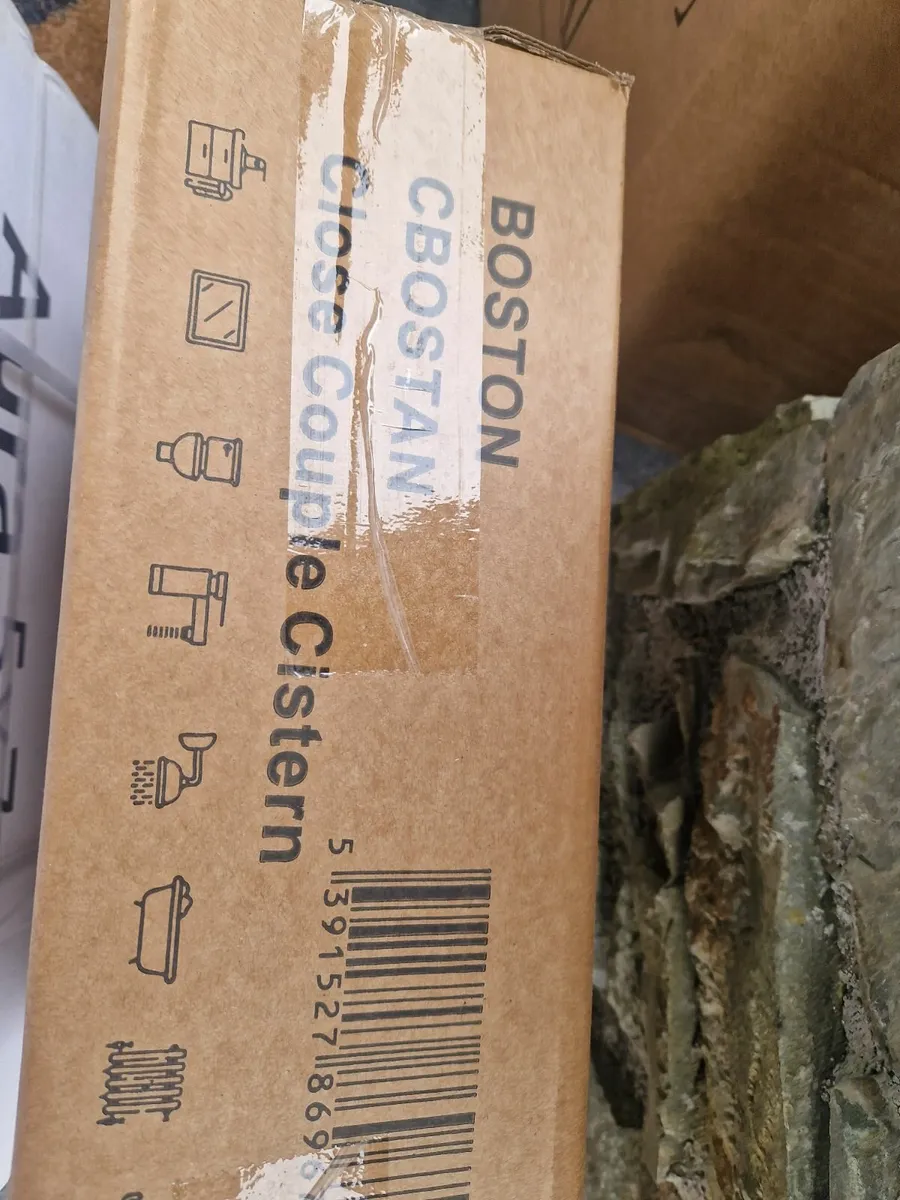 BOSTON
CBOSTAN
Close Couple Cistern
5 391527 869